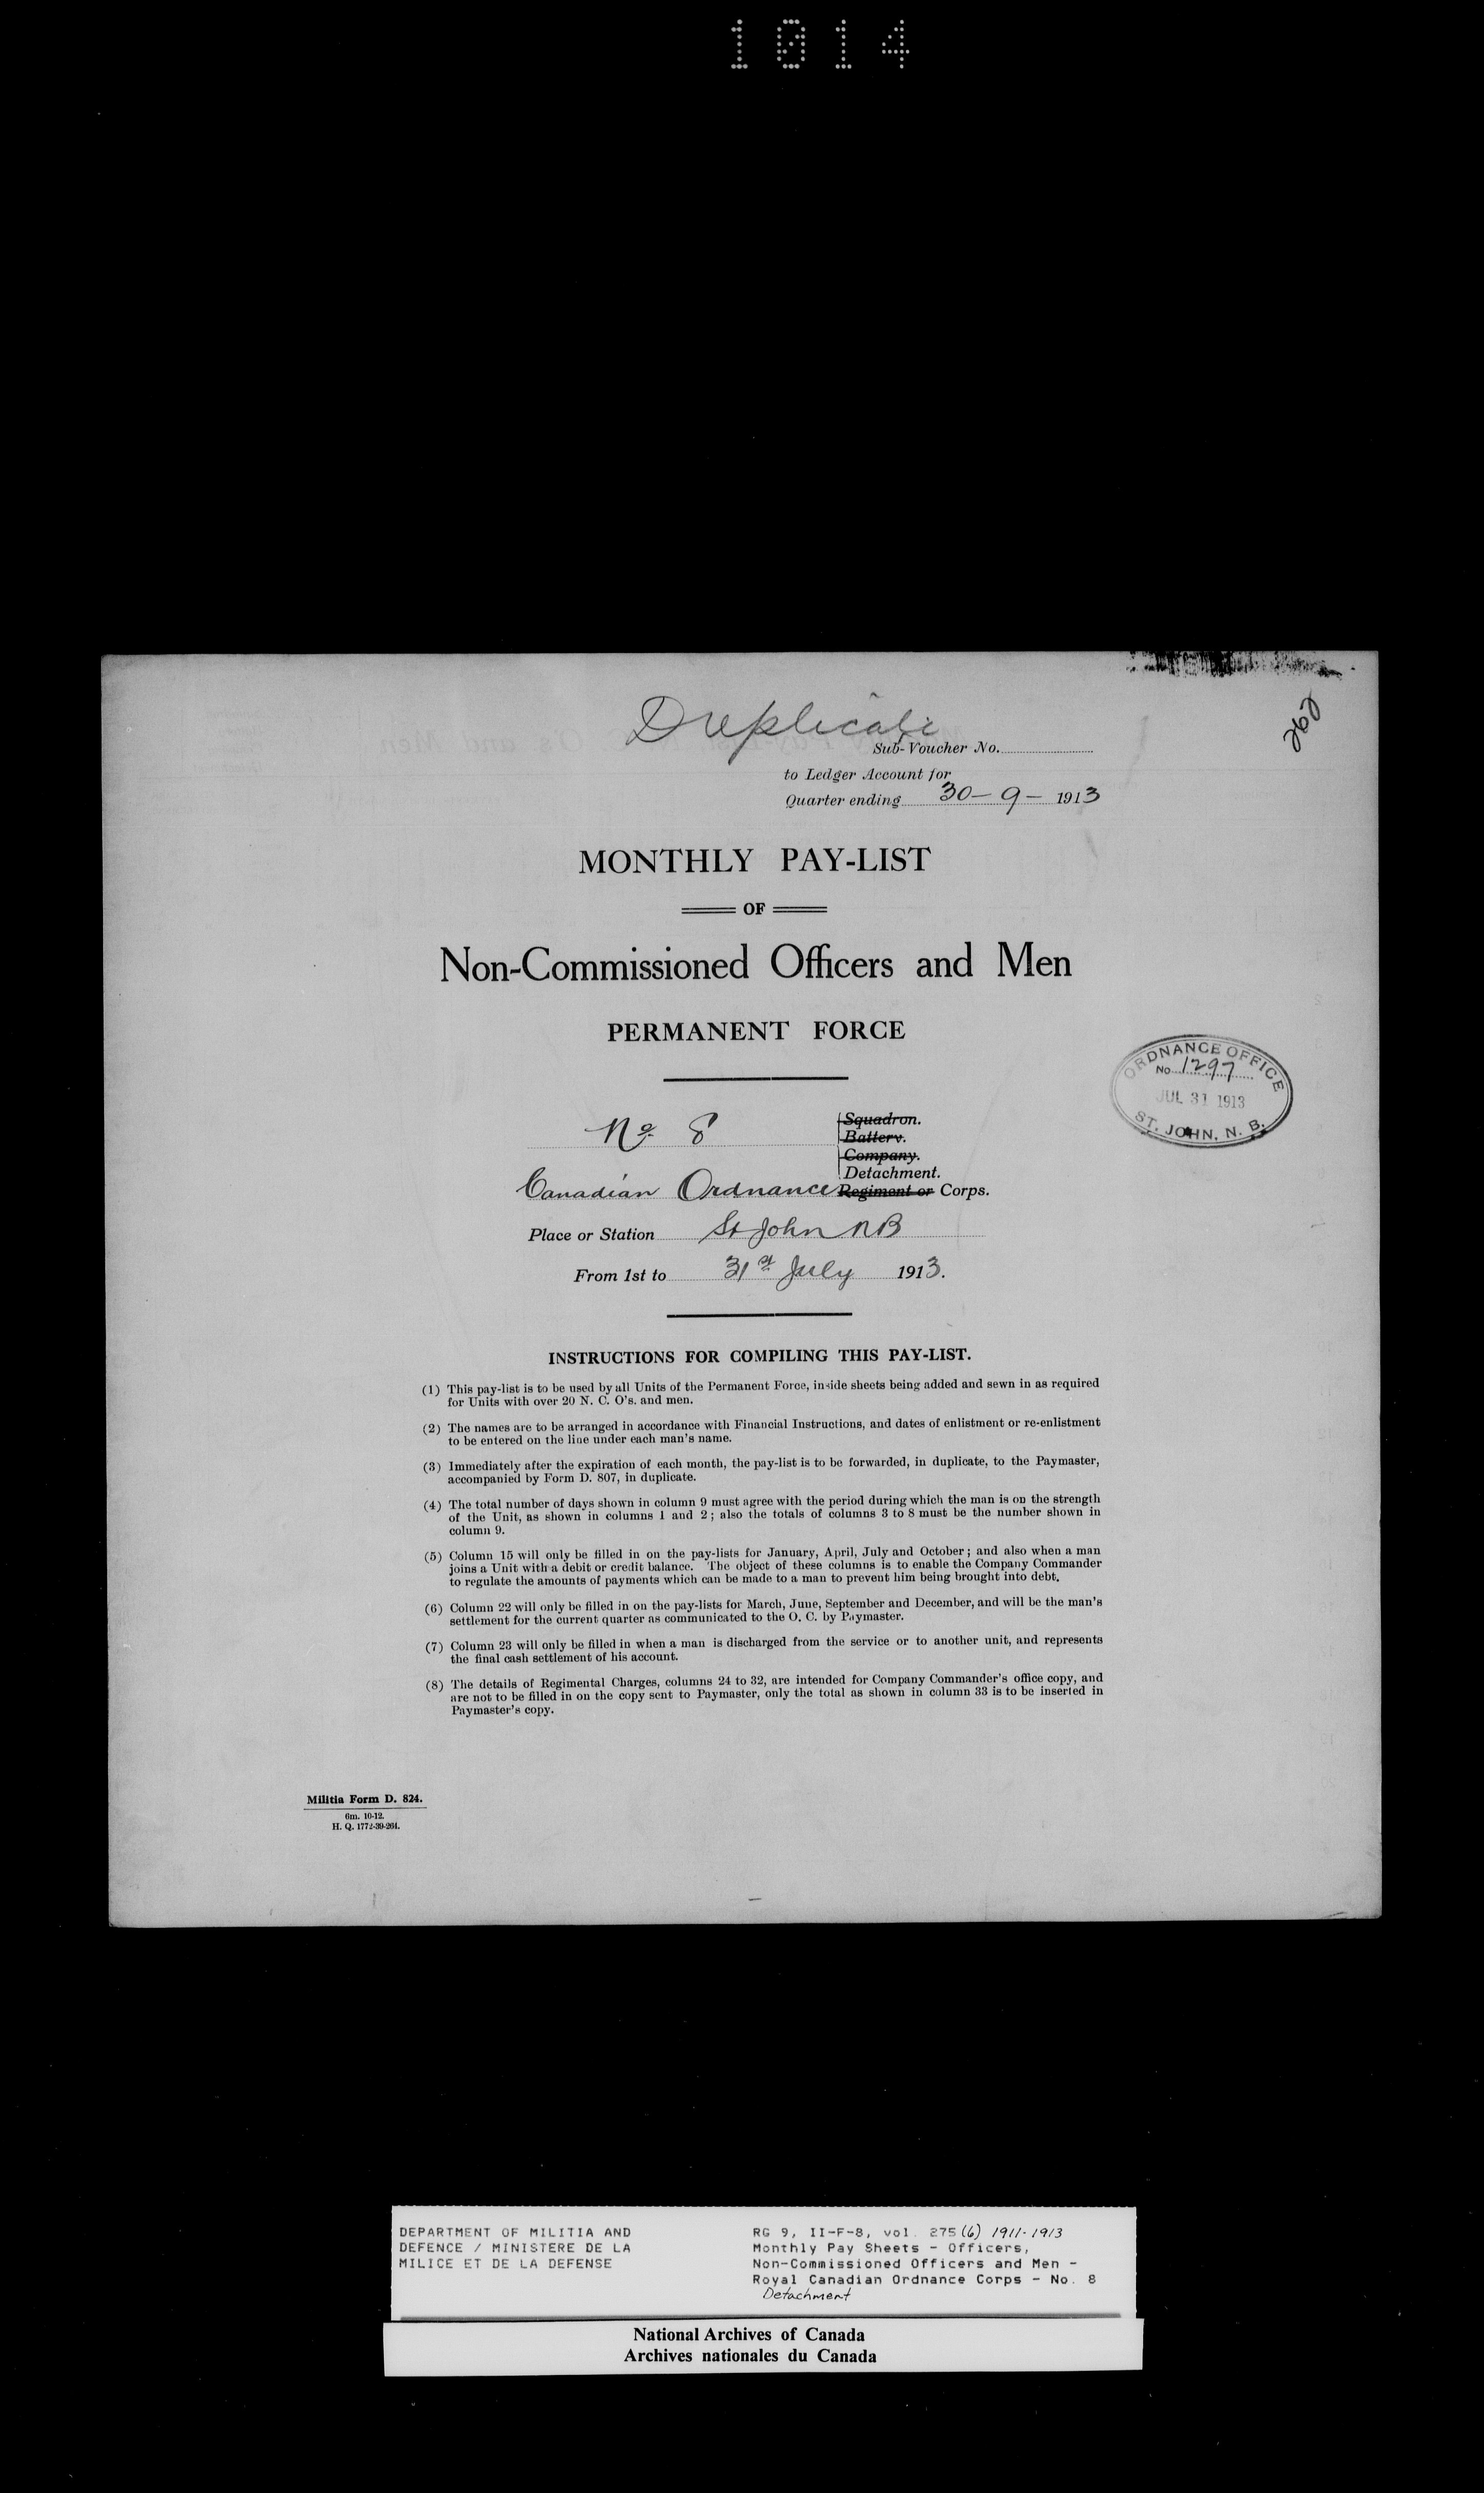 1014
Duplicate
262
Sub-Voucher No.
to Ledger Account for
Quarter ending 30-9-1913
MONTHLY PAY-LIST
OF
Non-Commissioned Officers and Men
PERMANENT FORCE
ORDNANCE OFFICE
No 1297
JUL 31 1913
ST. JOHN, N. B.
No. 8
Squadron.
Battery.
Company.
Detachment.
Canadian Ordnance Regiment or Corps.
Place or Station St John NB
From 1st to 31st July 1913.
INSTRUCTIONS FOR COMPILING THIS PAY-LIST.
(1) This pay-list is to be used by all Units of the Permanent Force, inside sheets being added and sewn in as required
for Units with over 20 N. C. O's. and men.
(2) The names are to be arranged in accordance with Financial Instructions, and dates of enlistment or re-enlistment
to be entered on the line under each man's name.
(3) Immediately after the expiration of each month, the pay-list is to be forwarded, in duplicate, to the Paymaster,
accompanied by Form D. 807, in duplicate.
(4) The total number of days shown in column 9 must agree with the period during which the man is on the strength
of the Unit, as shown in columns 1 and 2; also the totals of columns 3 to 8 must be the number shown in
column 9.
(5) Column 15 will only be filled in on the pay-lists for January, April, July and October; and also when a man
joins a Unit with a debit or credit balance. The object of these columns is to enable the Company Commander
to regulate the amounts of payments which can be made to a man to prevent him being brought into debt.
(6) Column 22 will only be filled in on the pay-lists for March, June, September and December, and will be the man's
settlement for the current quarter as communicated to the O. C. by Paymaster.
(7) Column 23 will only be filled in when a man is discharged from the service or to another unit, and represents
the final cash settlement of his account.
(8) The details of Regimental Charges, columns 24 to 32, are intended for Company Commander's office copy, and
are not to be filled in on the copy sent to Paymaster, only the total as shown in column 33 is to be inserted in
Paymaster's copy.
Militia Form D. 824.
6m. 10-12.
H. Q. 1772-39-264.
DEPARTMENT OF MILITIA AND
DEFENCE / MINISTERE DE LA
MILICE ET DE LA DEFENSE
RG 9, II-F-8, vol. 275 (6) 1911-1913
Monthly Pay Sheets - Officers,
Non-Commissioned Officers and Men -
Royal Canadian Ordnance Corps - No. 8
Detachment
National Archives of Canada
Archives nationales du Canada